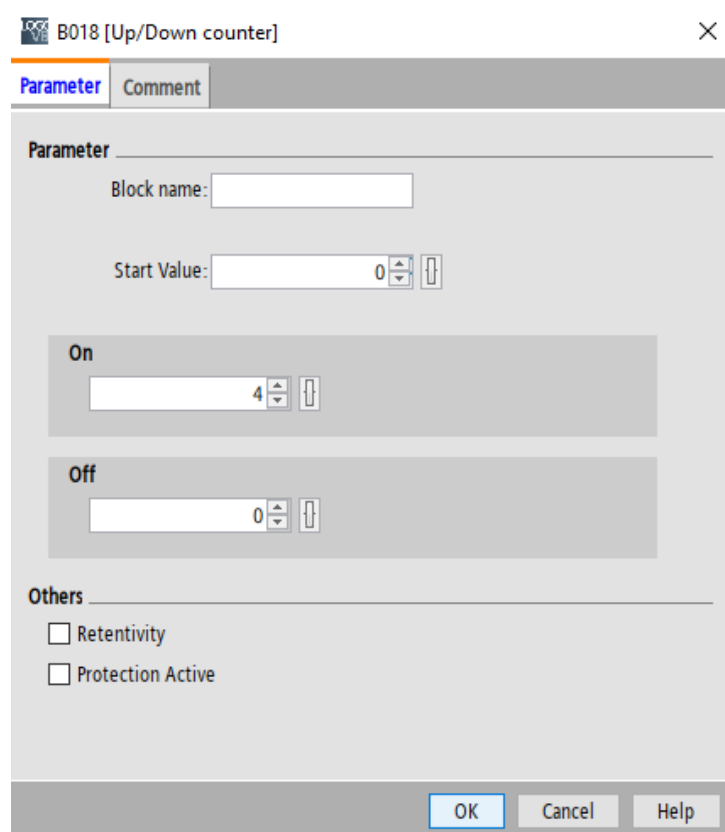 B018 [Up/Down counter]
Parameter Comment
Parameter
Block name:
Start Value: 0
On
4
Off
0
Others
Retentivity
Protection Active
OK Cancel Help